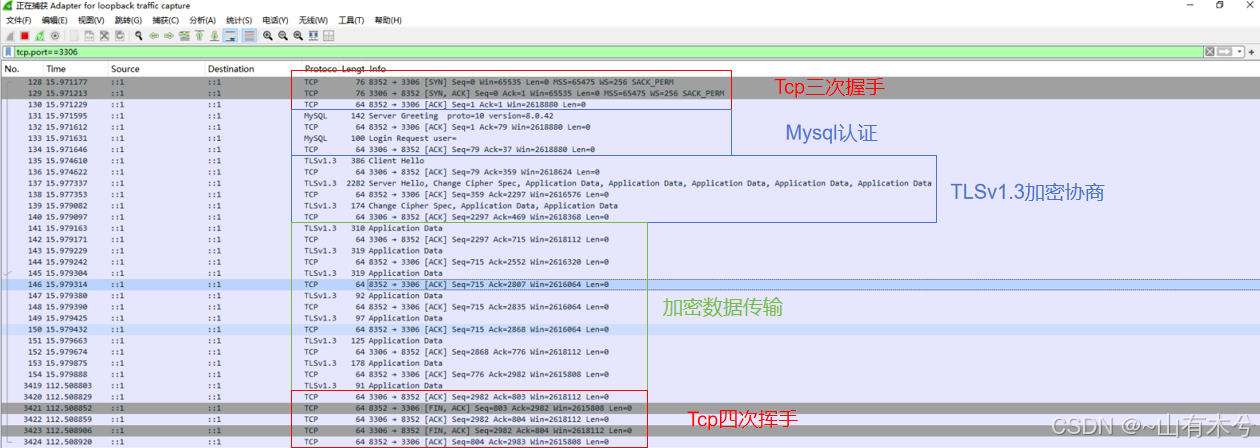 正在捕获 Adapter for loopback traffic capture
文件(F) 编辑(E) 视图(V) 跳转(G) 捕获(C) 分析(A) 统计(S) 电话(Y) 无线(W) 工具(T) 帮助(H)
tcp.port==3306
No. Time Source Destination Protoco Lengt Info
128 15.971177 ::1 ::1 TCP 76 8352 → 3306 [SYN] Seq=0 Win=65535 Len=0 MSS=65475 WS=256 SACK_PERM
129 15.971213 ::1 ::1 TCP 76 3306 → 8352 [SYN, ACK] Seq=0 Ack=1 Win=65535 Len=0 MSS=65475 WS=256 SACK_PERM
Tcp三次握手
130 15.971229 ::1 ::1 TCP 64 8352 → 3306 [ACK] Seq=1 Ack=1 Win=2618880 Len=0
131 15.971595 ::1 ::1 MySQL 142 Server Greeting proto=10 version=8.0.42
132 15.971612 ::1 ::1 TCP 64 8352 → 3306 [ACK] Seq=1 Ack=79 Win=2618880 Len=0
Mysql认证
133 15.971631 ::1 ::1 MySQL 100 Login Request user=
134 15.971646 ::1 ::1 TCP 64 3306 → 8352 [ACK] Seq=79 Ack=37 Win=2618880 Len=0
135 15.974610 ::1 ::1 TLSv1.3 386 Client Hello
136 15.974622 ::1 ::1 TCP 64 3306 → 8352 [ACK] Seq=79 Ack=359 Win=2618624 Len=0
137 15.977337 ::1 ::1 TLSv1.3 2282 Server Hello, Change Cipher Spec, Application Data, Application Data, Application Data, Application Data, Application Data
TLSv1.3加密协商
138 15.977353 ::1 ::1 TCP 64 8352 → 3306 [ACK] Seq=359 Ack=2297 Win=2616576 Len=0
139 15.979082 ::1 ::1 TLSv1.3 174 Change Cipher Spec, Application Data, Application Data
140 15.979097 ::1 ::1 TCP 64 3306 → 8352 [ACK] Seq=2297 Ack=469 Win=2618368 Len=0
141 15.979163 ::1 ::1 TLSv1.3 310 Application Data
142 15.979171 ::1 ::1 TCP 64 3306 → 8352 [ACK] Seq=2297 Ack=715 Win=2618112 Len=0
143 15.979229 ::1 ::1 TLSv1.3 319 Application Data
144 15.979242 ::1 ::1 TCP 64 8352 → 3306 [ACK] Seq=715 Ack=2552 Win=2616320 Len=0
145 15.979304 ::1 ::1 TLSv1.3 319 Application Data
146 15.979314 ::1 ::1 TCP 64 8352 → 3306 [ACK] Seq=715 Ack=2807 Win=2616064 Len=0
147 15.979380 ::1 ::1 TLSv1.3 92 Application Data
148 15.979390 ::1 ::1 TCP 64 8352 → 3306 [ACK] Seq=715 Ack=2835 Win=2616064 Len=0
加密数据传输
149 15.979425 ::1 ::1 TLSv1.3 97 Application Data
150 15.979432 ::1 ::1 TCP 64 8352 → 3306 [ACK] Seq=715 Ack=2868 Win=2616064 Len=0
151 15.979663 ::1 ::1 TLSv1.3 125 Application Data
152 15.979674 ::1 ::1 TCP 64 3306 → 8352 [ACK] Seq=2868 Ack=776 Win=2618112 Len=0
153 15.979875 ::1 ::1 TLSv1.3 178 Application Data
154 15.979888 ::1 ::1 TCP 64 8352 → 3306 [ACK] Seq=776 Ack=2982 Win=2615808 Len=0
3419 112.508803 ::1 ::1 TLSv1.3 91 Application Data
3420 112.508829 ::1 ::1 TCP 64 3306 → 8352 [ACK] Seq=2982 Ack=803 Win=2618112 Len=0
3421 112.508852 ::1 ::1 TCP 64 8352 → 3306 [FIN, ACK] Seq=803 Ack=2982 Win=2615808 Len=0
3422 112.508859 ::1 ::1 TCP 64 3306 → 8352 [ACK] Seq=2982 Ack=804 Win=2618112 Len=0
Tcp四次挥手
3423 112.508906 ::1 ::1 TCP 64 3306 → 8352 [FIN, ACK] Seq=2982 Ack=804 Win=2618112 Len=0
3424 112.508920 ::1 ::1 TCP 64 8352 → 3306 [ACK] Seq=804 Ack=2983 Win=2615808 Len=0
CSDN @~山有木兮